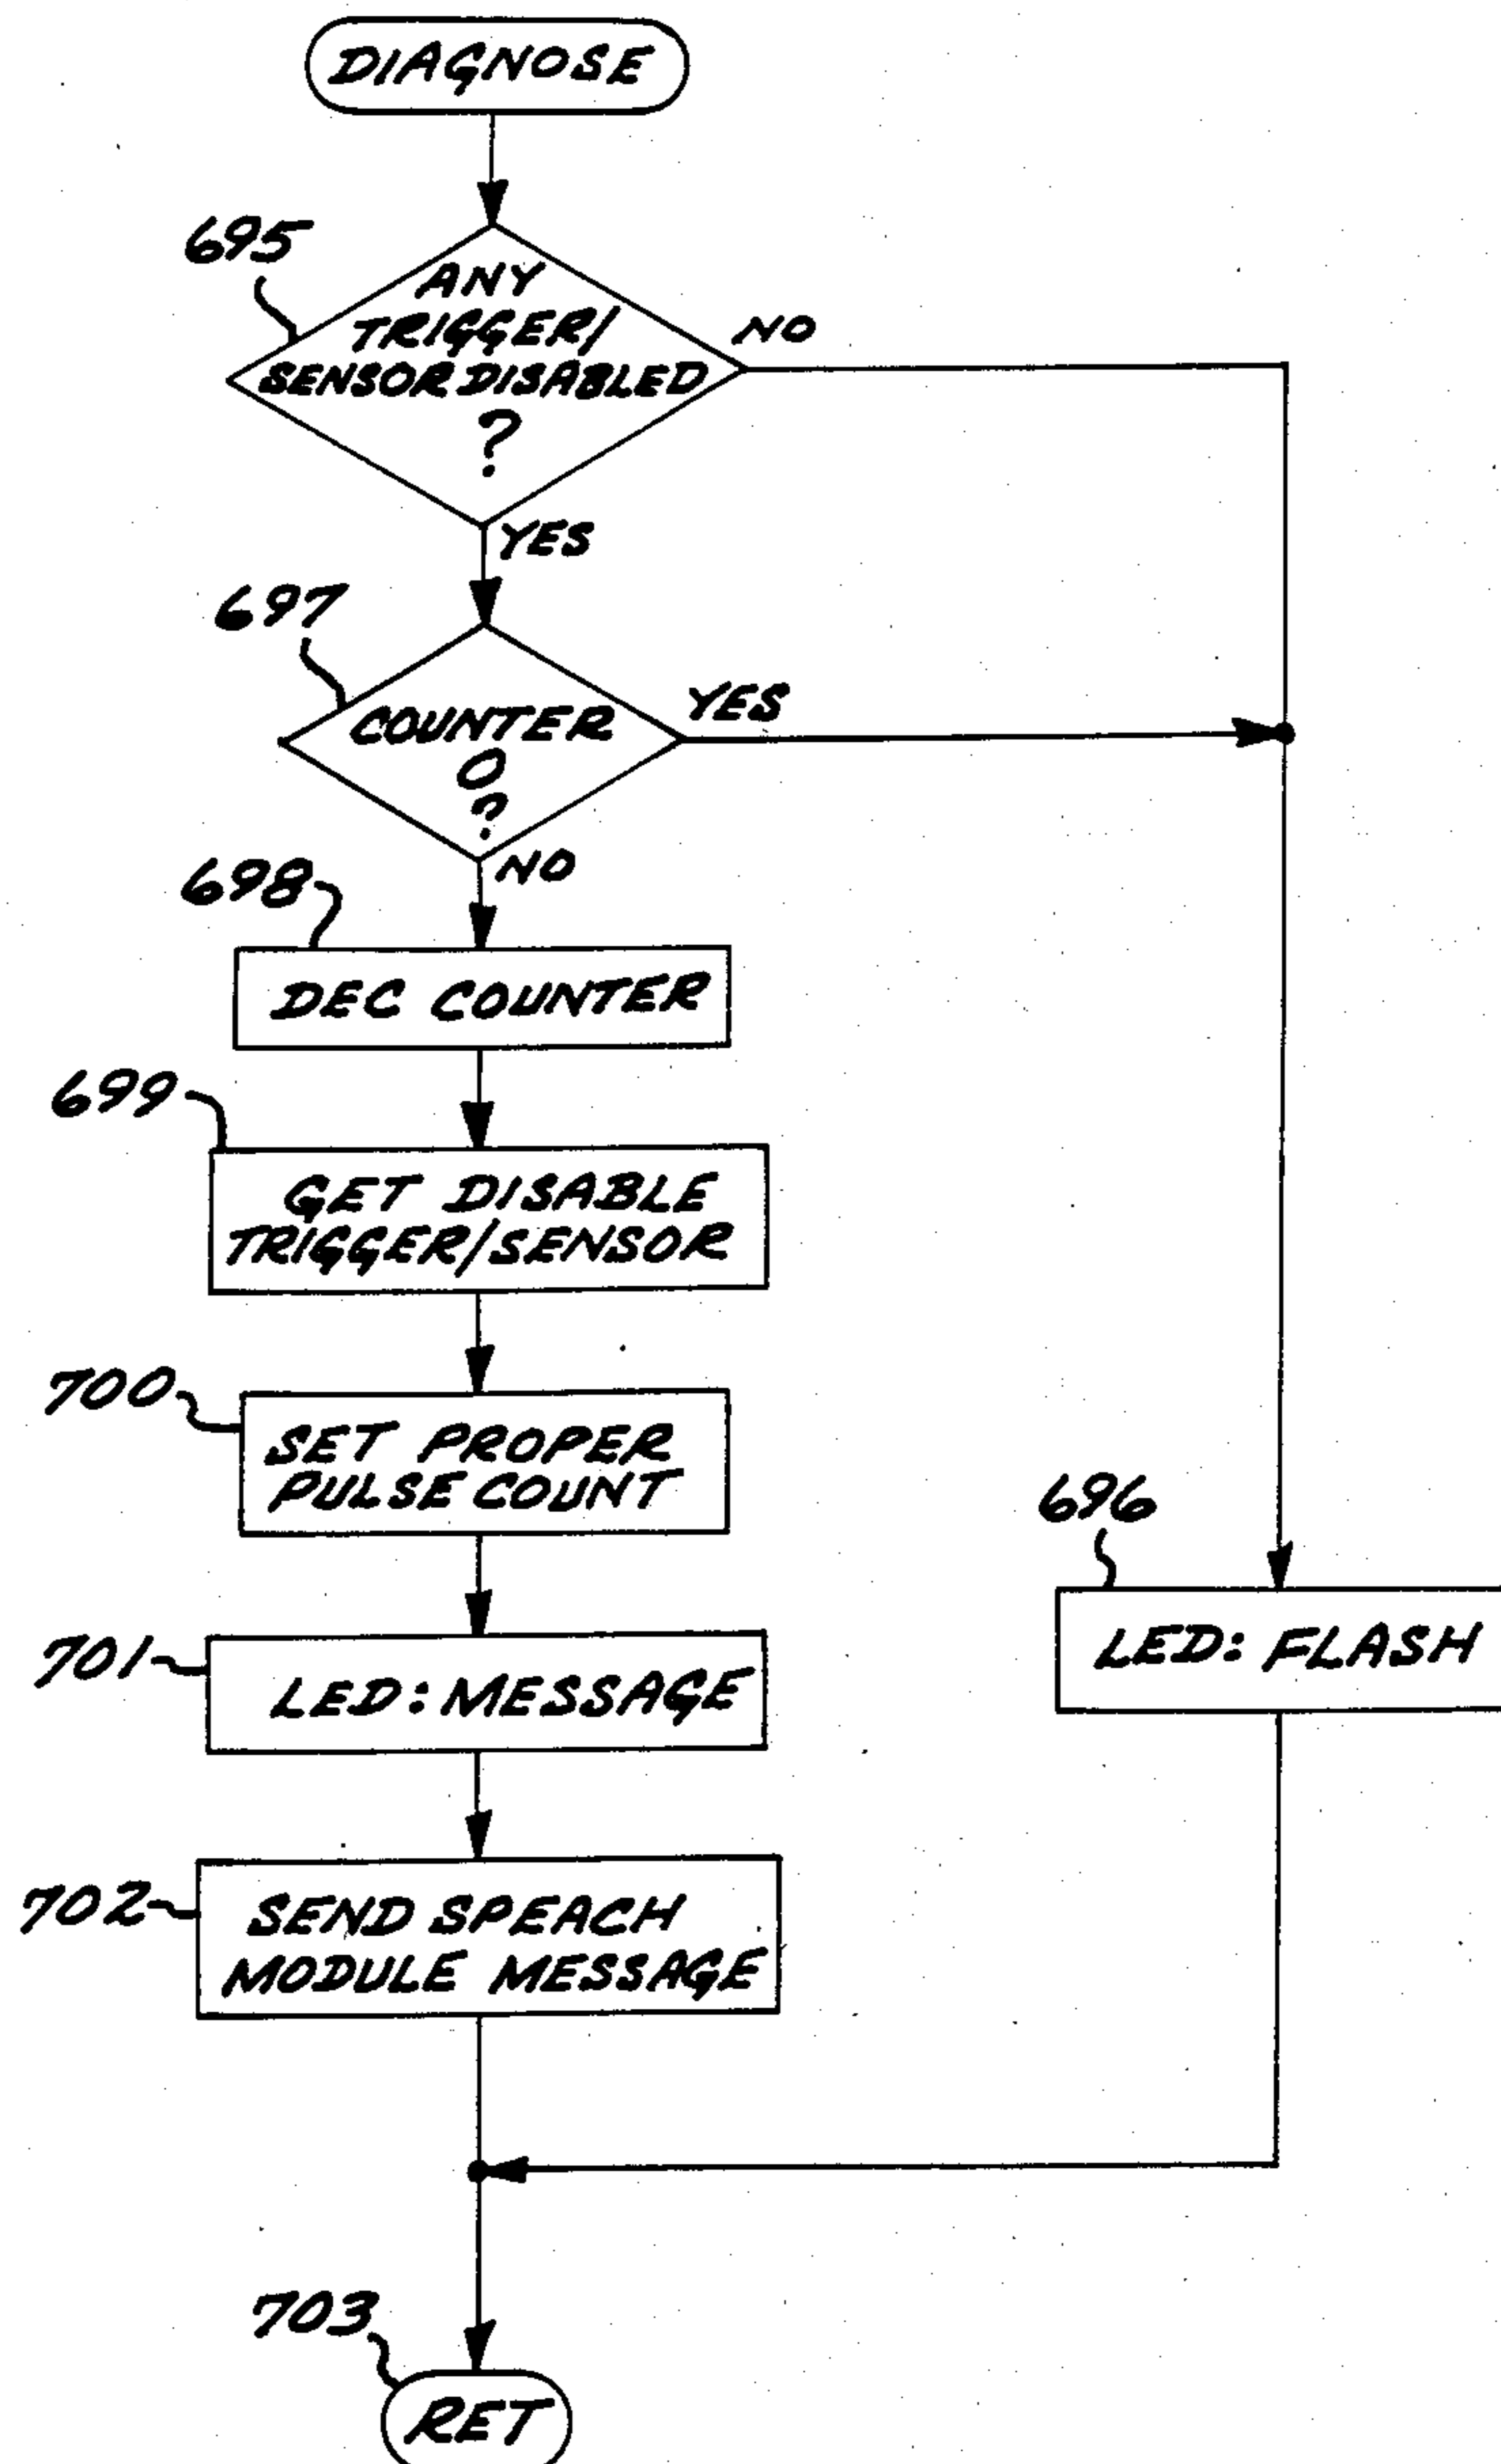 DIAGNOSE
695
ANY
TRIGGER/
SENSOR DISABLED
?
NO
YES
697
COUNTER
0
?
YES
NO
698
DEC COUNTER
699
GET DISABLE
TRIGGER/SENSOR
700
SET PROPER
PULSE COUNT
696
LED: FLASH
701
LED: MESSAGE
702
SEND SPEACH
MODULE MESSAGE
703
RET